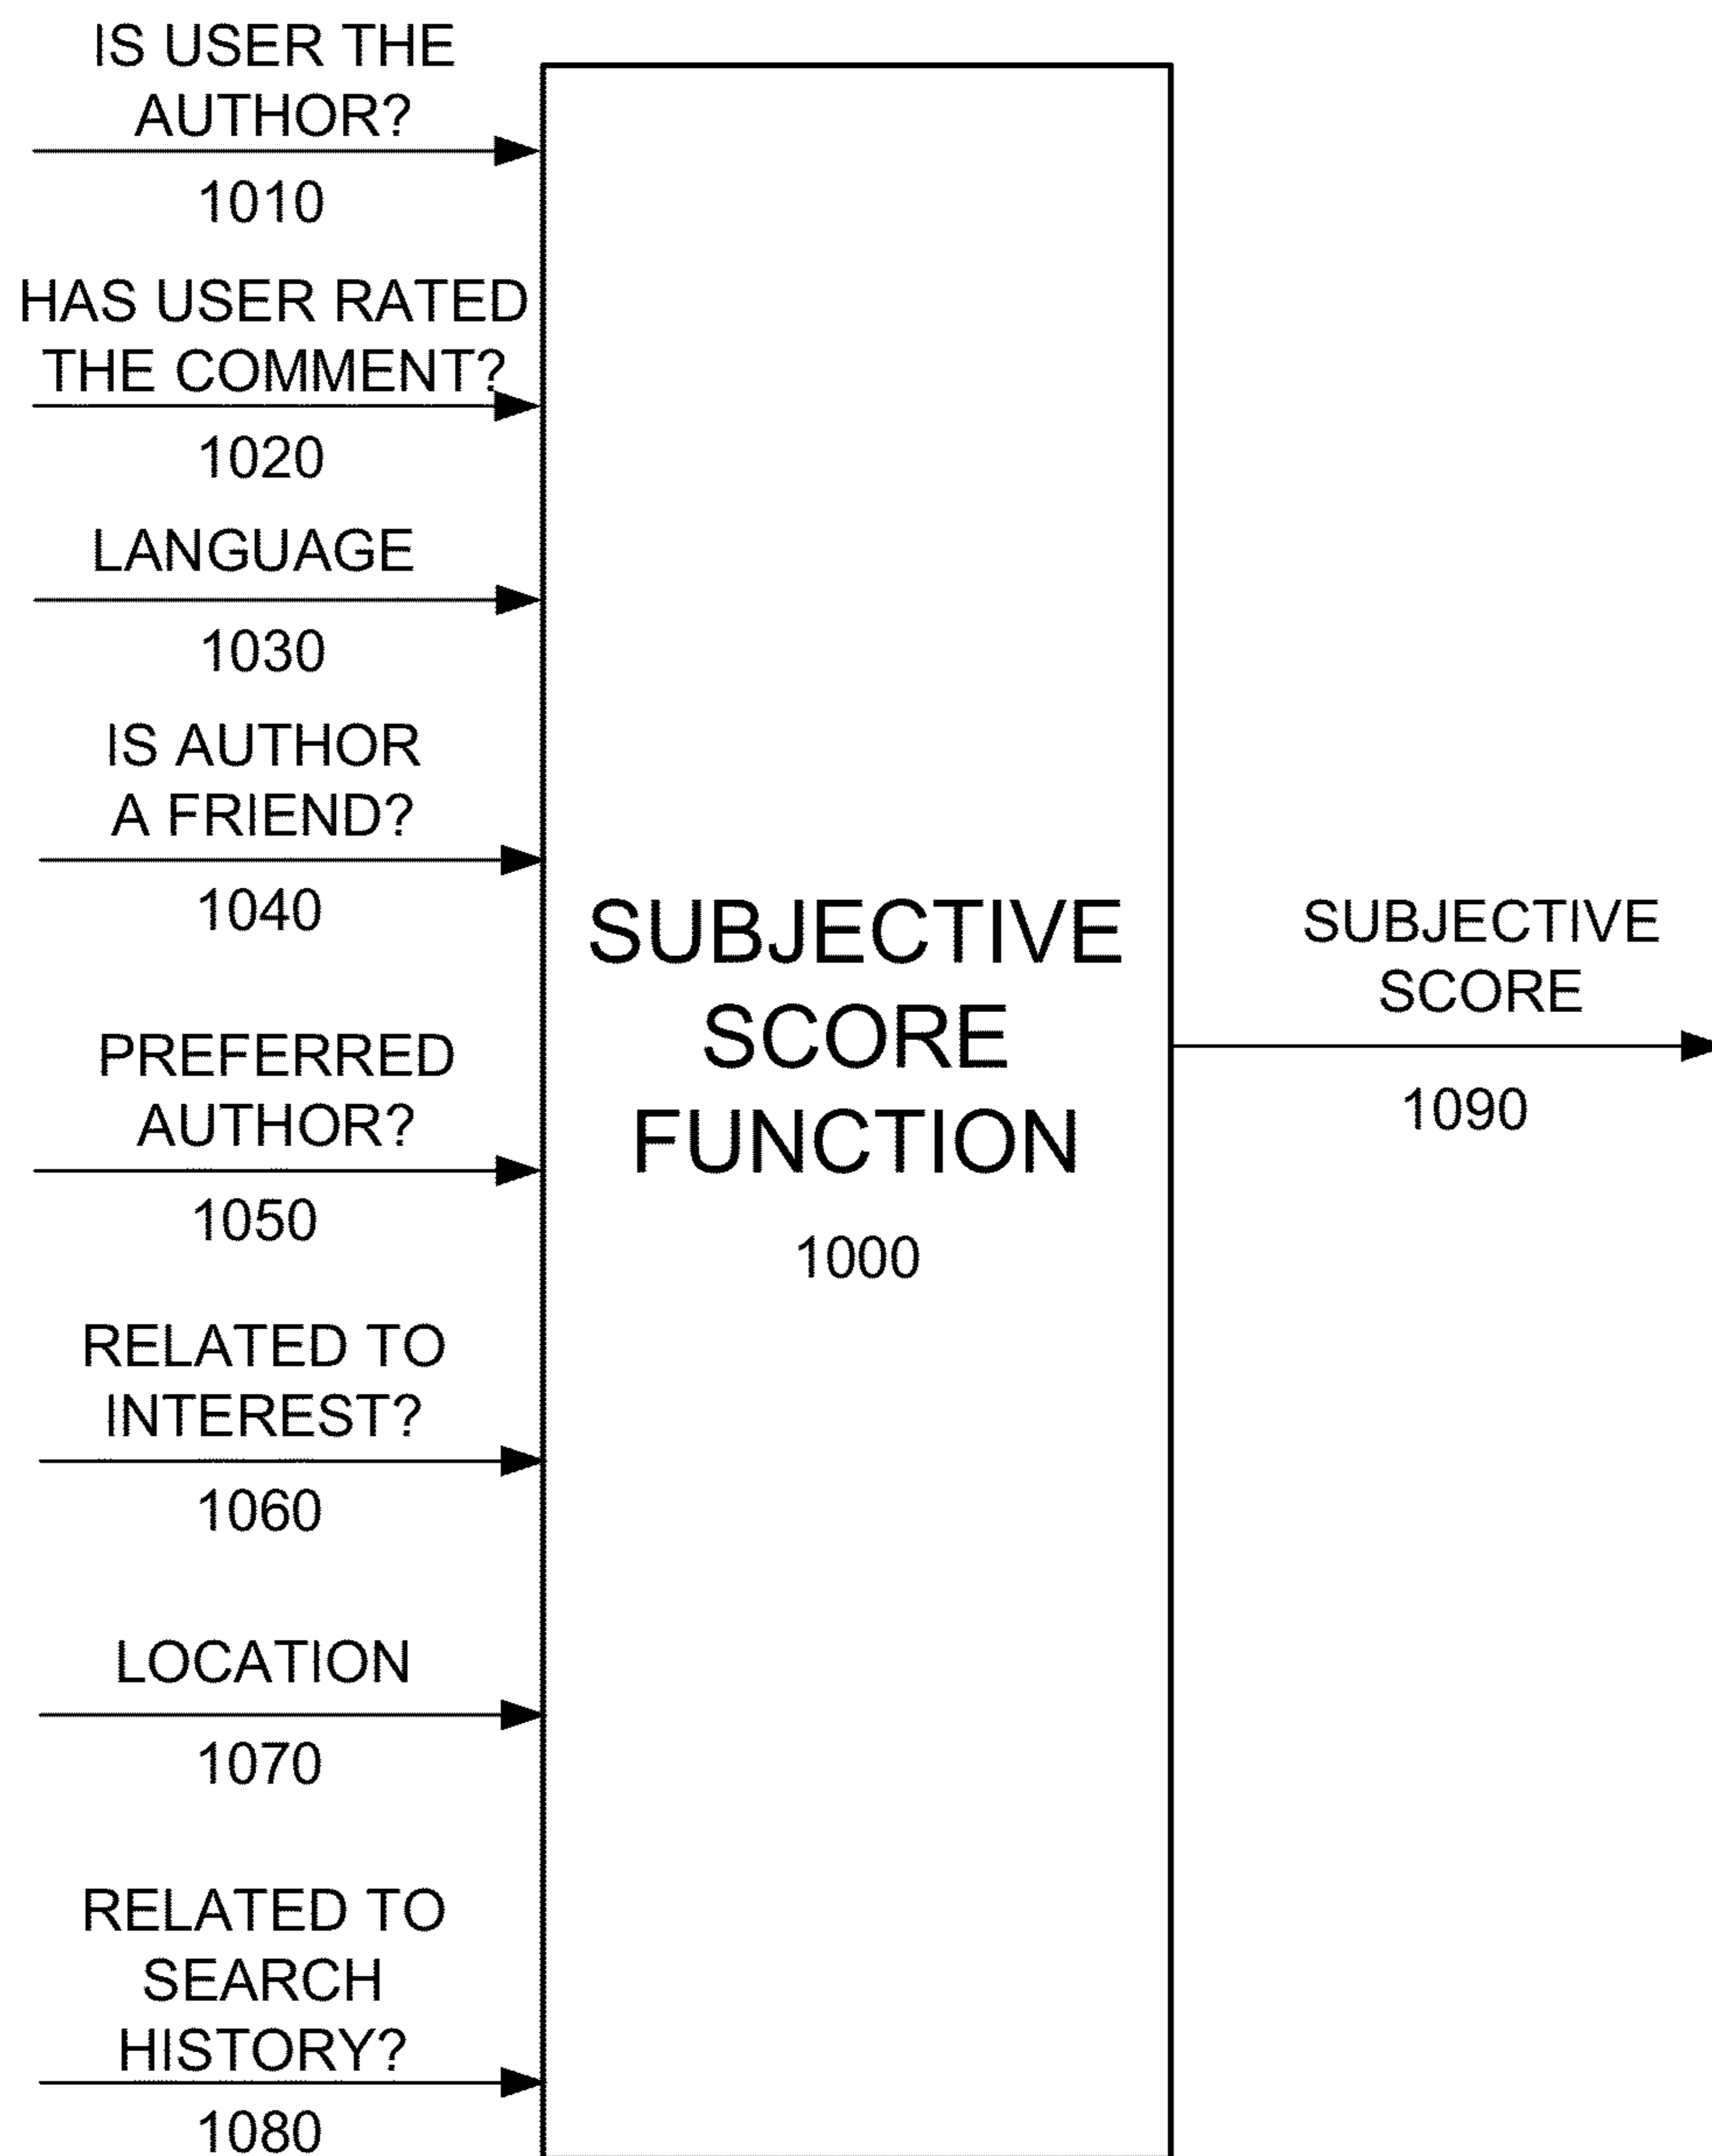 IS USER THE
AUTHOR?
1010
HAS USER RATED
THE COMMENT?
1020
LANGUAGE
1030
IS AUTHOR
A FRIEND?
1040
PREFERRED
AUTHOR?
1050
RELATED TO
INTEREST?
1060
LOCATION
1070
RELATED TO
SEARCH
HISTORY?
1080
SUBJECTIVE
SCORE
FUNCTION
1000
SUBJECTIVE
SCORE
1090